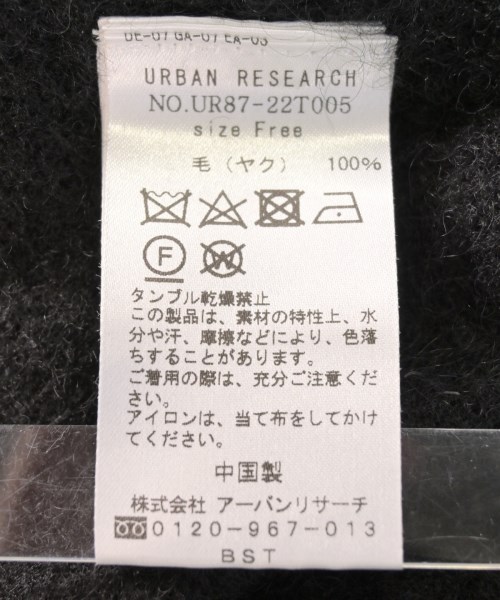 URBAN RESEARCH
NO.UR87-22T005
size Free
毛（ヤク） 100%
F W
タンブル乾燥禁止
この製品は、素材の特性上、水
分や汗、摩擦などにより、色落
ちすることがあります。
ご着用の際は、充分ご注意くだ
さい。
アイロンは、当て布をしてかけ
てください。
中国製
株式会社 アーバンリサーチ
0120-967-013
BST